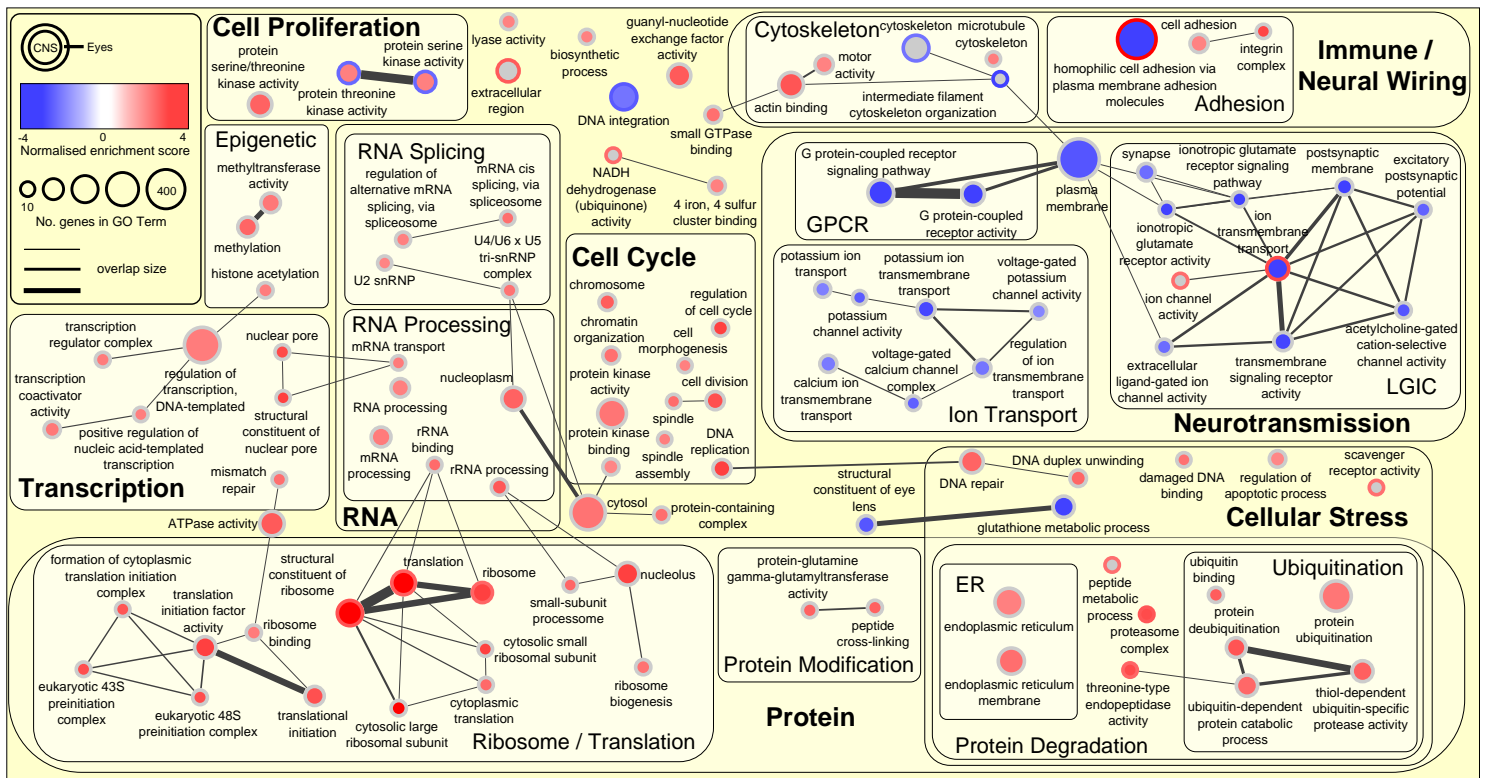 CNS
Eyes
-4
0
4
Normalised enrichment score
10
400
No. genes in GO Term
overlap size
Cell Proliferation
protein
serine/threonine
kinase activity
protein serine
kinase activity
protein threonine
kinase activity
lyase activity
extracellular
region
biosynthetic
process
guanyl-nucleotide
exchange factor
activity
DNA integration
small GTPase
binding
NADH
dehydrogenase
(ubiquinone)
activity
4 iron, 4 sulfur
cluster binding
Cytoskeleton
cytoskeleton
microtubule
cytoskeleton
motor
activity
actin binding
intermediate filament
cytoskeleton organization
cell adhesion
integrin
complex
homophilic cell adhesion via
plasma membrane adhesion
molecules
Adhesion
Immune /
Neural Wiring
Epigenetic
methyltransferase
activity
methylation
histone acetylation
RNA Splicing
regulation of
alternative mRNA
splicing, via
spliceosome
mRNA cis
splicing, via
spliceosome
U2 snRNP
U4/U6 x U5
tri-snRNP
complex
G protein-coupled receptor
signaling pathway
G protein-coupled
receptor activity
GPCR
plasma
membrane
synapse
ionotropic glutamate
receptor signaling
pathway
postsynaptic
membrane
excitatory
postsynaptic
potential
ionotropic
glutamate
receptor activity
ion
transmembrane
transport
ion channel
activity
extracellular
ligand-gated ion
channel activity
transmembrane
signaling receptor
activity
acetylcholine-gated
cation-selective
channel activity
LGIC
potassium ion
transport
potassium ion
transmembrane
transport
voltage-gated
potassium
channel activity
potassium
channel activity
calcium ion
transmembrane
transport
voltage-gated
calcium channel
complex
regulation
of ion
transmembrane
transport
Ion Transport
Neurotransmission
Cell Cycle
chromosome
chromatin
organization
regulation
of cell cycle
cell
morphogenesis
protein kinase
activity
cell division
spindle
protein kinase
binding
spindle
assembly
DNA
replication
transcription
regulator complex
regulation of
transcription,
DNA-templated
transcription
coactivator
activity
positive regulation of
nucleic acid-templated
transcription
nuclear pore
structural
constituent of
nuclear pore
mismatch
repair
Transcription
RNA Processing
mRNA transport
nucleoplasm
RNA processing
mRNA
processing
rRNA
binding
rRNA processing
RNA
ATPase activity
cytosol
protein-containing
complex
structural
constituent of eye
lens
DNA repair
DNA duplex unwinding
damaged DNA
binding
regulation of
apoptotic process
scavenger
receptor activity
glutathione metabolic process
Cellular Stress
formation of cytoplasmic
translation initiation
complex
translation
initiation factor
activity
structural
constituent of
ribosome
translation
ribosome
ribosome
binding
eukaryotic 43S
preinitiation
complex
eukaryotic 48S
preinitiation complex
translational
initiation
cytosolic large
ribosomal subunit
cytosolic small
ribosomal subunit
cytoplasmic
translation
small-subunit
processome
nucleolus
ribosome
biogenesis
Ribosome / Translation
protein-glutamine
gamma-glutamyltransferase
activity
peptide
cross-linking
Protein Modification
Protein
ER
endoplasmic reticulum
endoplasmic reticulum
membrane
peptide
metabolic
process
proteasome
complex
threonine-type
endopeptidase
activity
Protein Degradation
Ubiquitination
ubiquitin
binding
protein
deubiquitination
protein
ubiquitination
ubiquitin-dependent
protein catabolic
process
thiol-dependent
ubiquitin-specific
protease activity